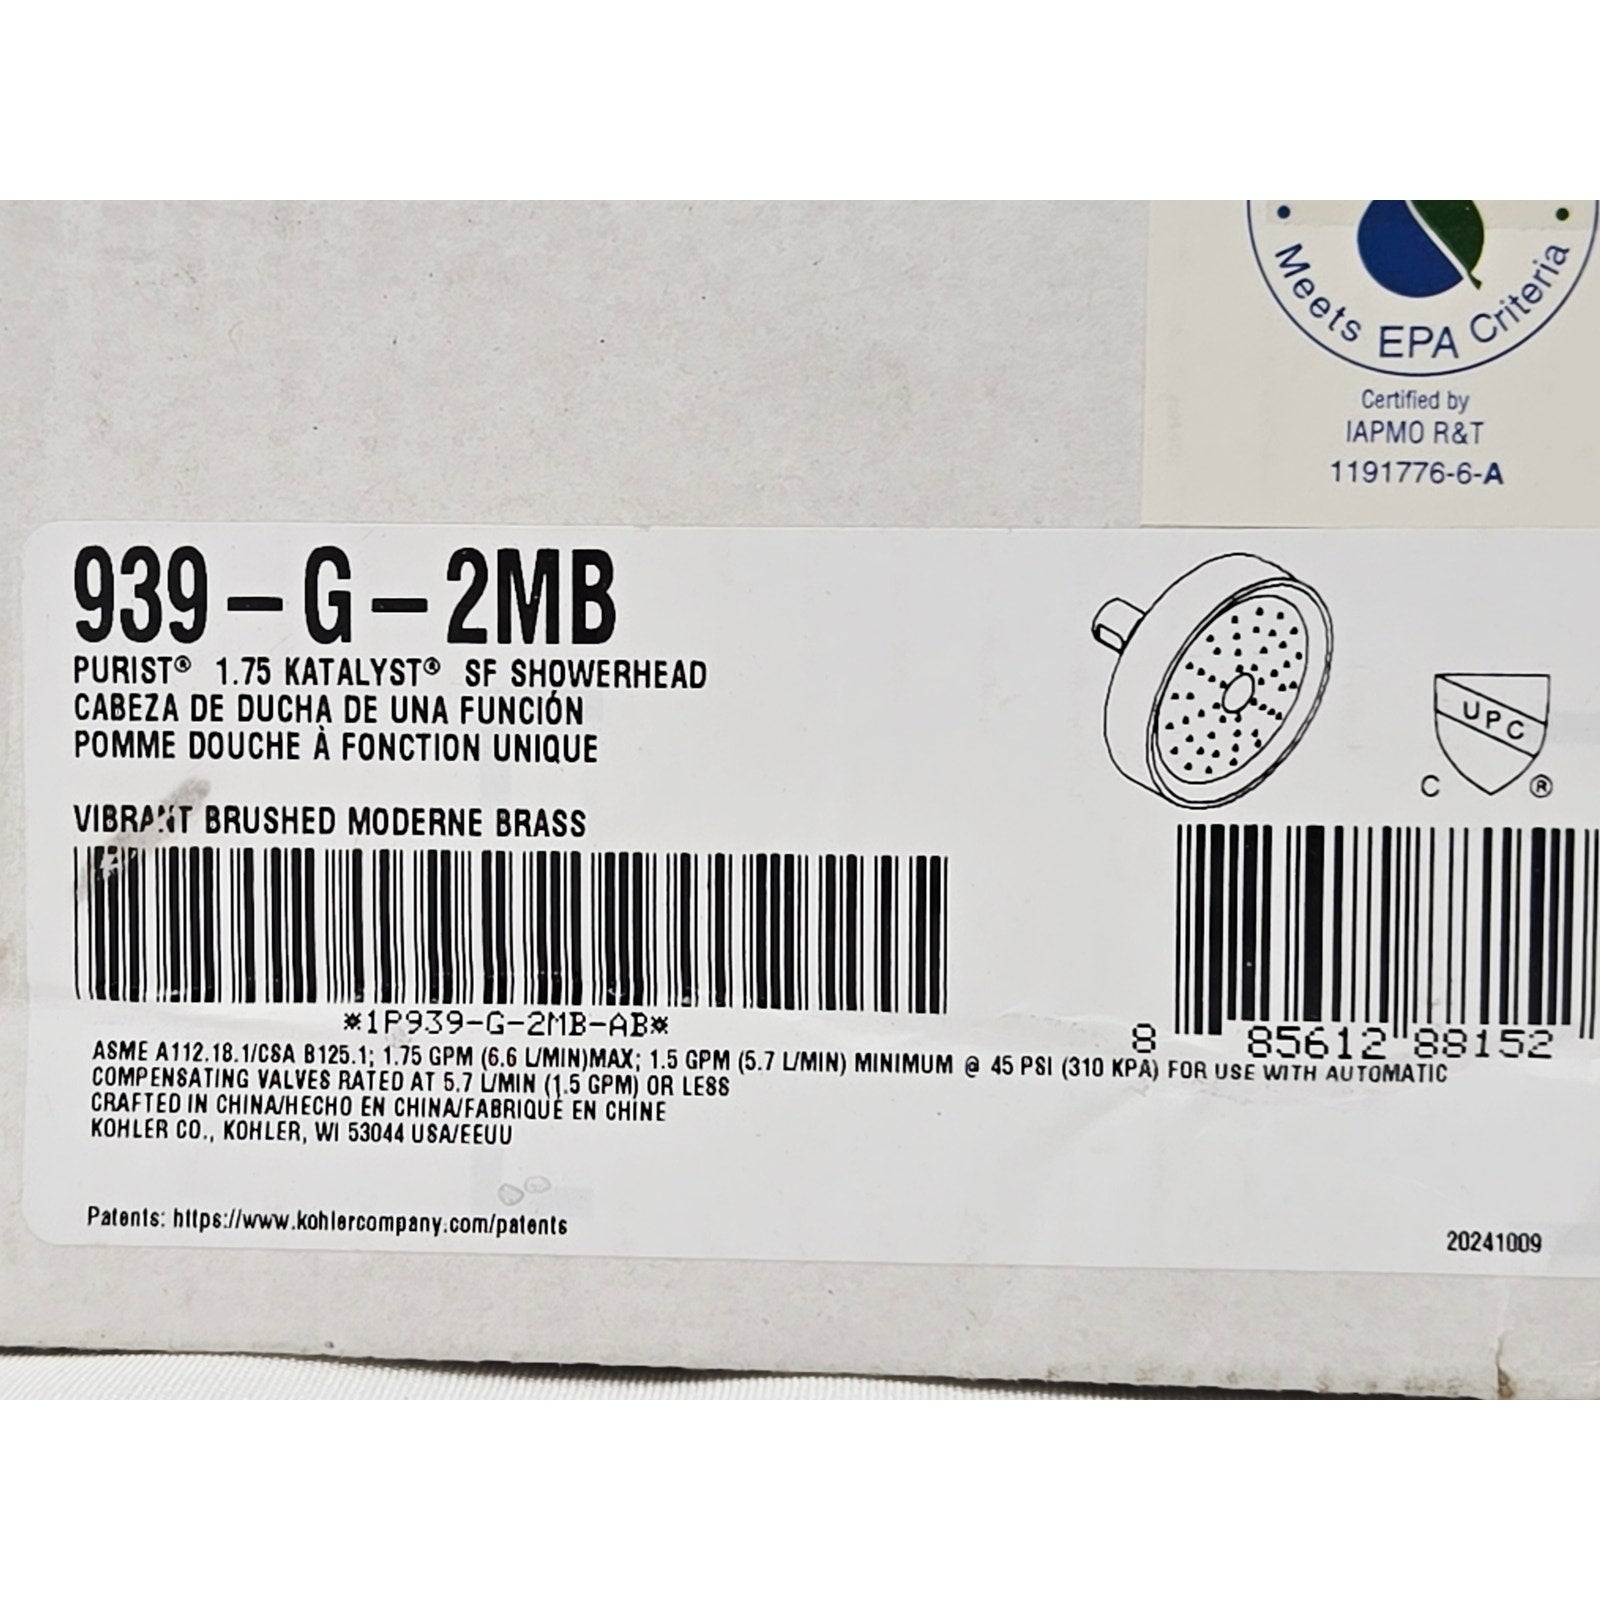 Meets EPA Criteria
Certified by
IAPMO R&T
1191776-6-A
939-G-2MB
PURIST® 1.75 KATALYST® SF SHOWERHEAD
CABEZA DE DUCHA DE UNA FUNCIÓN
POMME DOUCHE À FONCTION UNIQUE
VIBRANT BRUSHED MODERNE BRASS
UPC
C ®
*1P939-G-2MB-AB*
8 85612 88152
ASME A112.18.1/CSA B125.1; 1.75 GPM (6.6 L/MIN)MAX; 1.5 GPM (5.7 L/MIN) MINIMUM @ 45 PSI (310 KPA) FOR USE WITH AUTOMATIC
COMPENSATING VALVES RATED AT 5.7 L/MIN (1.5 GPM) OR LESS
CRAFTED IN CHINA/HECHO EN CHINA/FABRIQUÉ EN CHINE
KOHLER CO., KOHLER, WI 53044 USA/EEUU
Patents: https://www.kohlercompany.com/patents
20241009